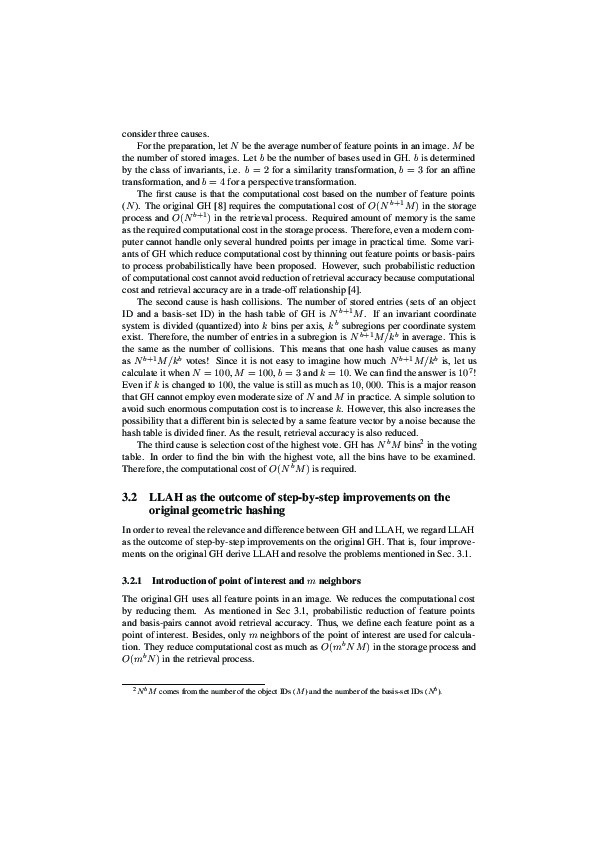 consider three causes.
For the preparation, let N be the average number of feature points in an image. M be
the number of stored images. Let b be the number of bases used in GH. b is determined
by the class of invariants, i.e. b = 2 for a similarity transformation, b = 3 for an affine
transformation, and b = 4 for a perspective transformation.
The first cause is that the computational cost based on the number of feature points
(N). The original GH [8] requires the computational cost of O(N^{b+1}M) in the storage
process and O(N^{b+1}) in the retrieval process. Required amount of memory is the same
as the required computational cost in the storage process. Therefore, even a modern com-
puter cannot handle only several hundred points per image in practical time. Some vari-
ants of GH which reduce computational cost by thinning out feature points or basis-pairs
to process probabilistically have been proposed. However, such probabilistic reduction
of computational cost cannot avoid reduction of retrieval accuracy because computational
cost and retrieval accuracy are in a trade-off relationship [4].
The second cause is hash collisions. The number of stored entries (sets of an object
ID and a basis-set ID) in the hash table of GH is N^{b+1}M. If an invariant coordinate
system is divided (quantized) into k bins per axis, k^b subregions per coordinate system
exist. Therefore, the number of entries in a subregion is N^{b+1}M/k^b in average. This is
the same as the number of collisions. This means that one hash value causes as many
as N^{b+1}M/k^b votes! Since it is not easy to imagine how much N^{b+1}M/k^b is, let us
calculate it when N = 100, M = 100, b = 3 and k = 10. We can find the answer is 10^7!
Even if k is changed to 100, the value is still as much as 10, 000. This is a major reason
that GH cannot employ even moderate size of N and M in practice. A simple solution to
avoid such enormous computation cost is to increase k. However, this also increases the
possibility that a different bin is selected by a same feature vector by a noise because the
hash table is divided finer. As the result, retrieval accuracy is also reduced.
The third cause is selection cost of the highest vote. GH has N^bM bins^2 in the voting
table. In order to find the bin with the highest vote, all the bins have to be examined.
Therefore, the computational cost of O(N^bM) is required.
3.2 LLAH as the outcome of step-by-step improvements on the
original geometric hashing
In order to reveal the relevance and difference between GH and LLAH, we regard LLAH
as the outcome of step-by-step improvements on the original GH. That is, four improve-
ments on the original GH derive LLAH and resolve the problems mentioned in Sec. 3.1.
3.2.1 Introduction of point of interest and m neighbors
The original GH uses all feature points in an image. We reduces the computational cost
by reducing them. As mentioned in Sec 3.1, probabilistic reduction of feature points
and basis-pairs cannot avoid retrieval accuracy. Thus, we define each feature point as a
point of interest. Besides, only m neighbors of the point of interest are used for calcula-
tion. They reduce computational cost as much as O(m^bNM) in the storage process and
O(m^bN) in the retrieval process.
^2 N^bM comes from the number of the object IDs (M) and the number of the basis-set IDs (N^b).